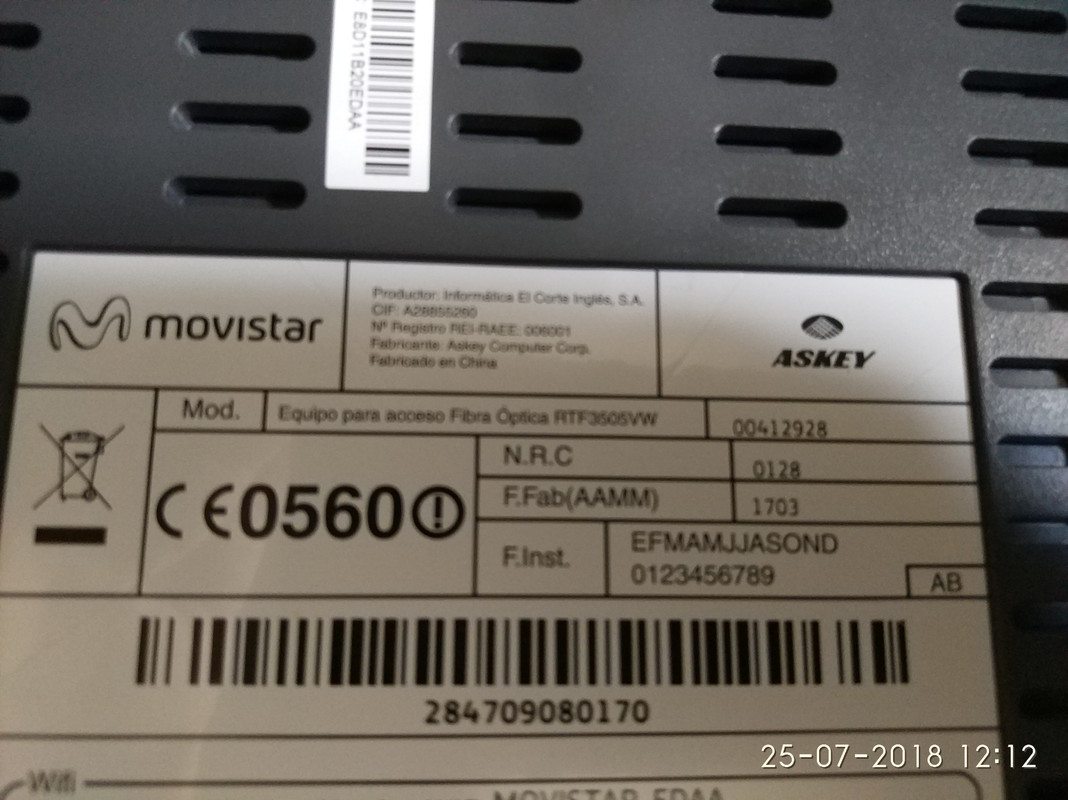 E8D11B20EDAA
movistar
Productor: Informática El Corte Inglés, S.A.
CIF: A28855260
Nº Registro REI-RAEE: 006001
Fabricante: Askey Computer Corp.
Fabricado en China
ASKEY
Mod.
Equipo para acceso Fibra Óptica RTF3505VW
00412928
CE0560
N.R.C
0128
F.Fab(AAMM)
1703
F.Inst.
EFMAMJJASOND
0123456789
AB
284709080170
25-07-2018 12:12
Wifi
MOVISTAR_EDAA